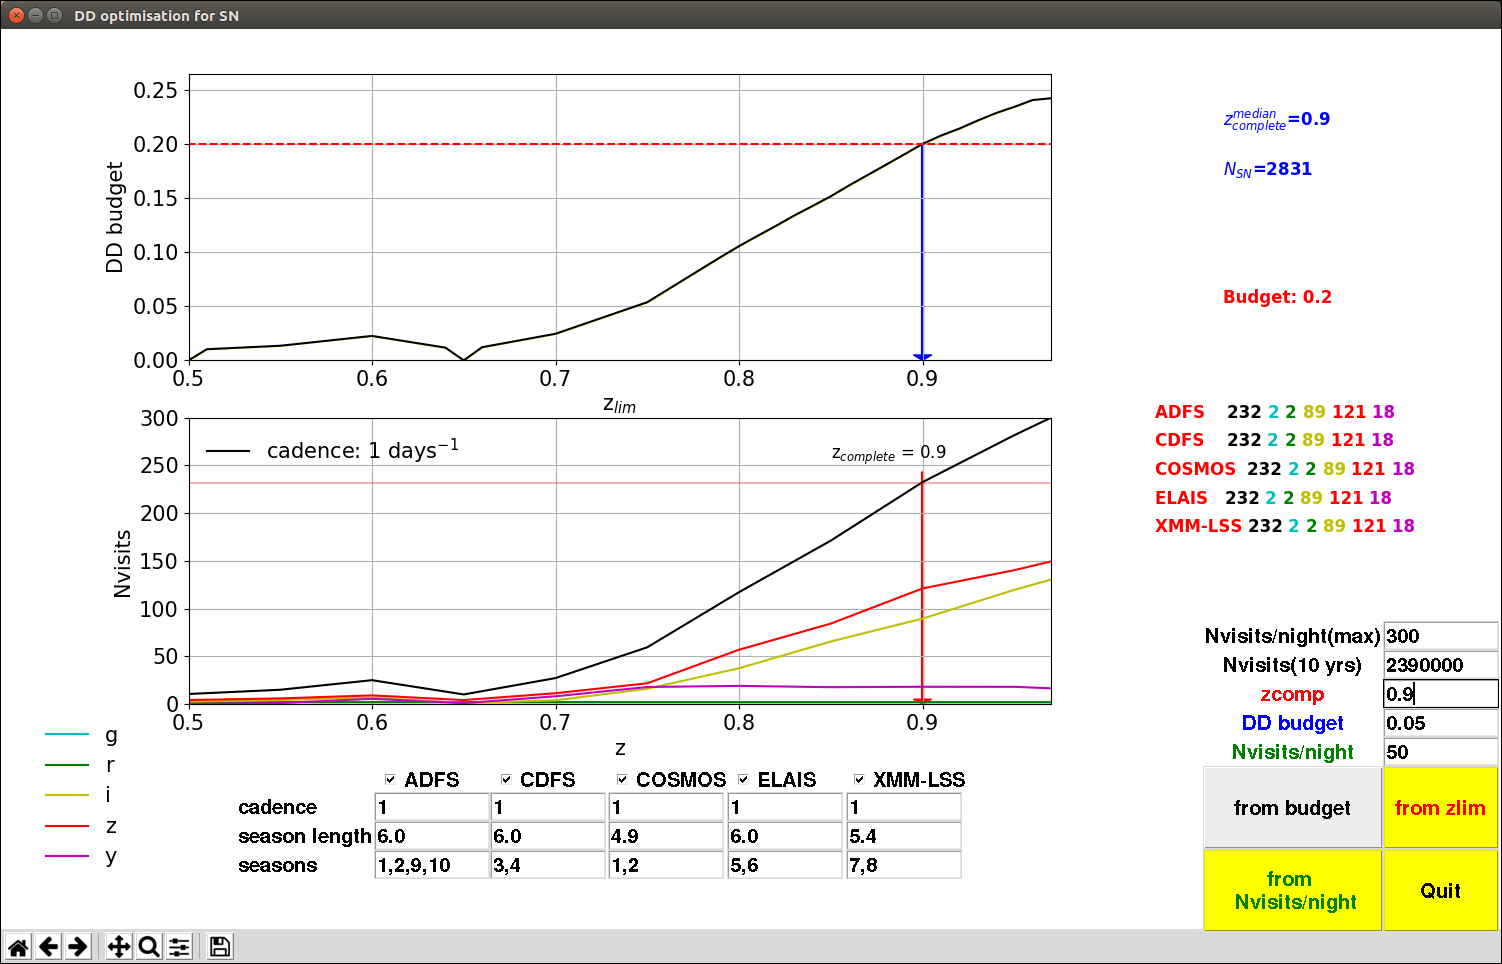 DD optimisation for SN
0.25
0.20
0.15
0.10
0.05
0.00
DD budget
0.5 0.6 0.7 0.8 0.9
z_lim
z^median_complete=0.9
N_SN=2831
Budget: 0.2
300
250
200
150
100
50
0
Nvisits
cadence: 1 days⁻¹
z_complete = 0.9
0.5 0.6 0.7 0.8 0.9
z
ADFS 232 2 2 89 121 18
CDFS 232 2 2 89 121 18
COSMOS 232 2 2 89 121 18
ELAIS 232 2 2 89 121 18
XMM-LSS 232 2 2 89 121 18
g
r
i
z
y
ADFS CDFS COSMOS ELAIS XMM-LSS
cadence 1 1 1 1 1
season length 6.0 6.0 4.9 6.0 5.4
seasons 1,2,9,10 3,4 1,2 5,6 7,8
Nvisits/night(max) 300
Nvisits(10 yrs) 2390000
zcomp 0.9
DD budget 0.05
Nvisits/night 50
from budget
from zlim
from
Nvisits/night
Quit